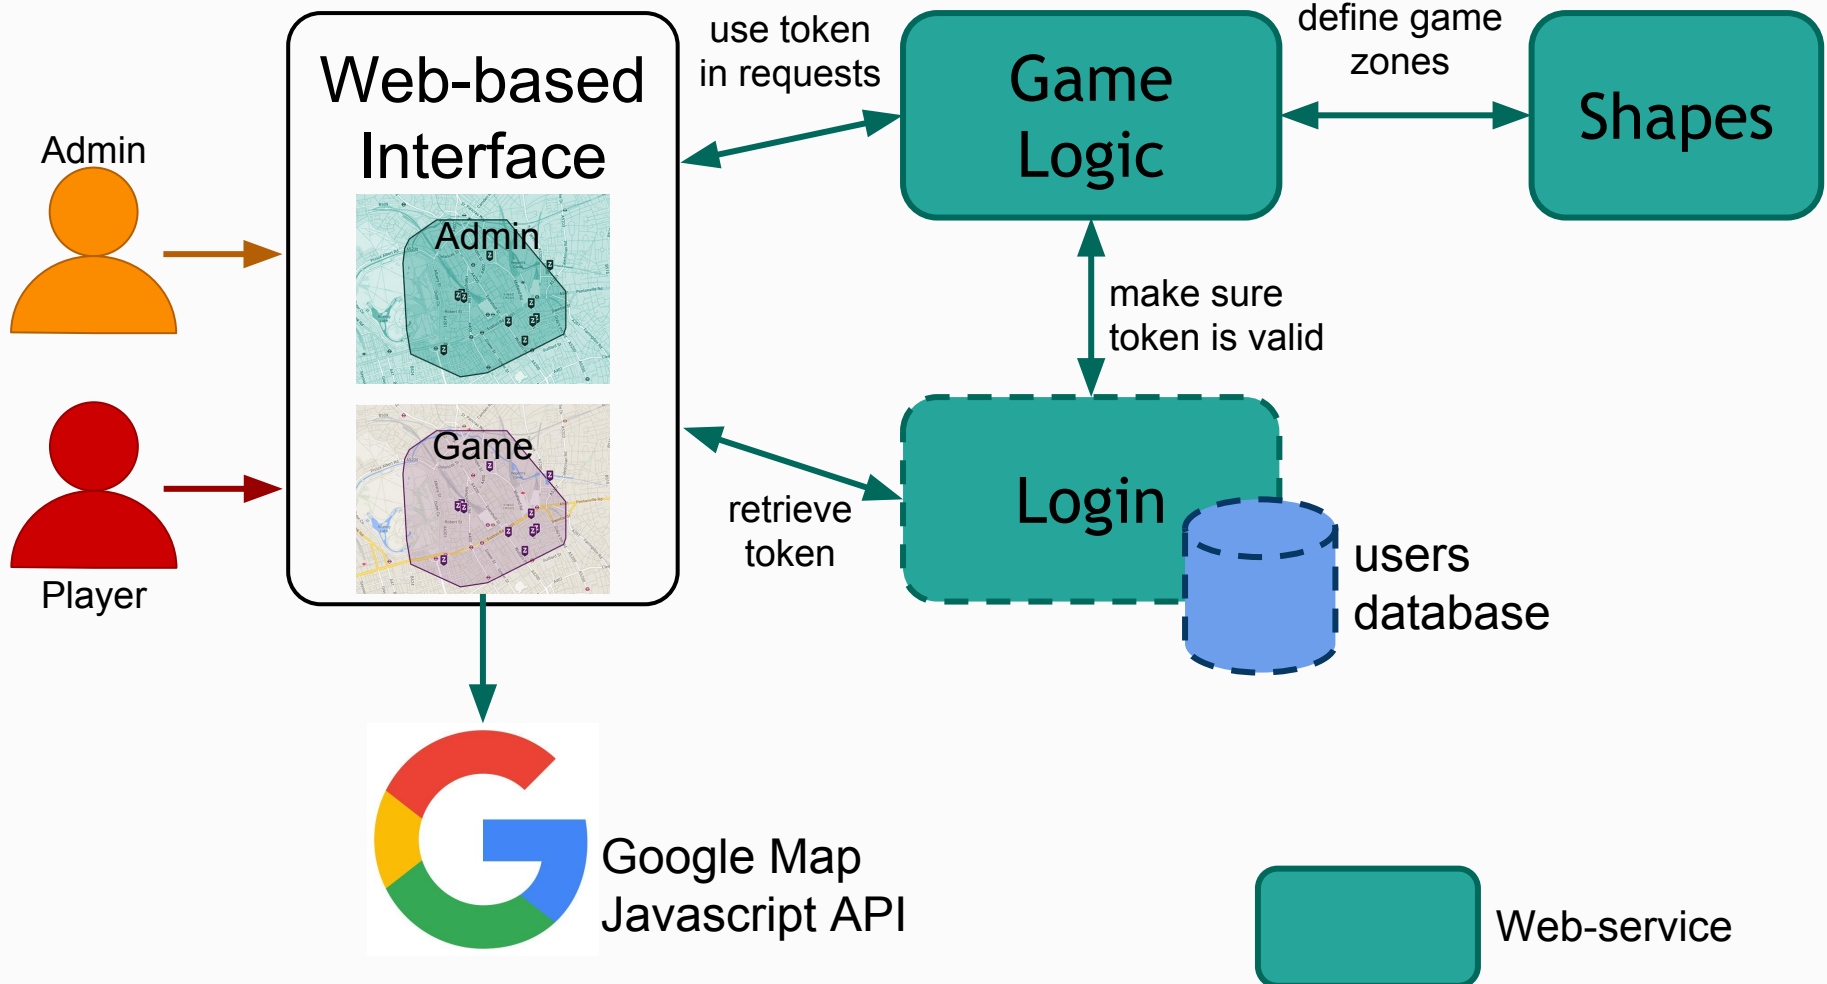 Admin
Player
Web-based
Interface
Admin
Game
use token
in requests
Game
Logic
define game
zones
Shapes
make sure
token is valid
retrieve
token
Login
users
database
Google Map
Javascript API
Web-service